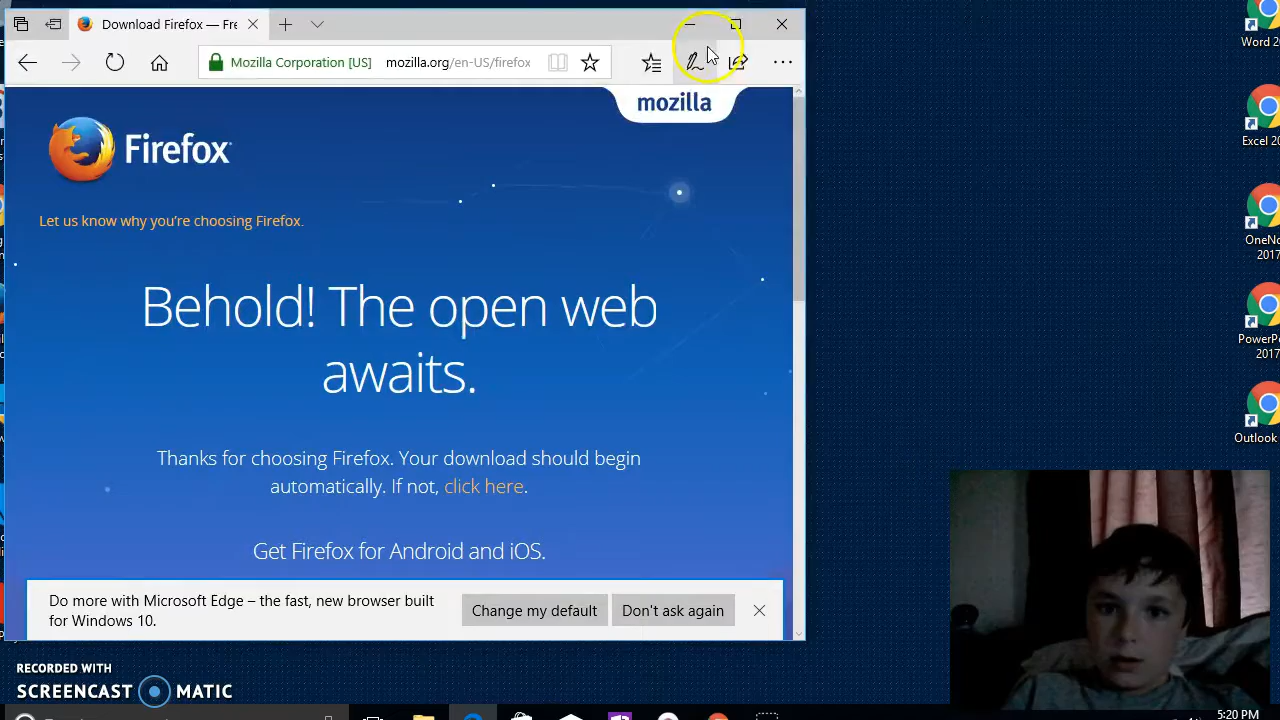 Download Firefox — Fre
Mozilla Corporation [US] mozilla.org/en-US/firefox
mozilla
Firefox
Let us know why you're choosing Firefox.
Behold! The open web
awaits.
Thanks for choosing Firefox. Your download should begin
automatically. If not, click here.
Get Firefox for Android and iOS.
Do more with Microsoft Edge – the fast, new browser built
for Windows 10.
Change my default
Don't ask again
Word 20
Excel 20
OneNo
2017
PowerPo
2017
Outlook
RECORDED WITH
SCREENCAST MATIC
5:20 PM